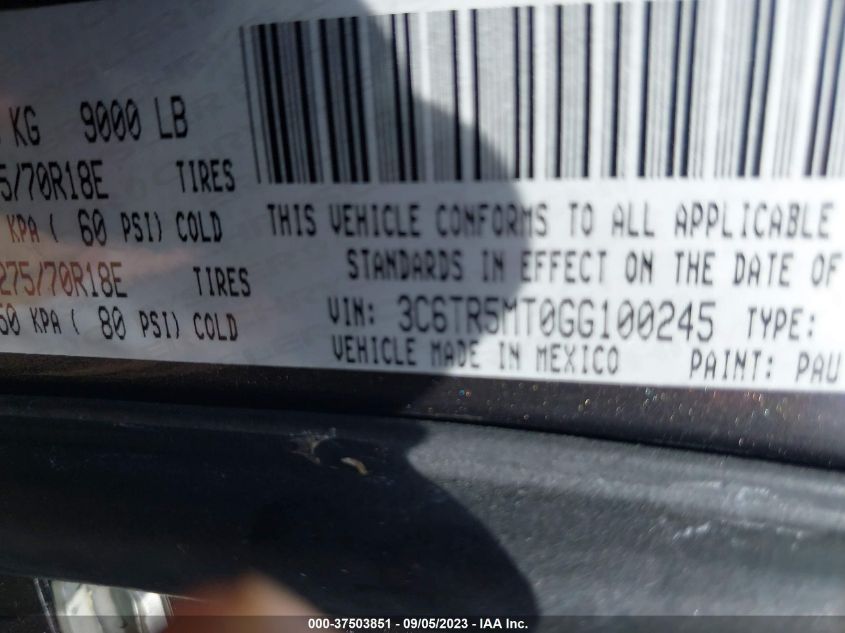 KG 9000 LB
5/70R18E TIRES
KPA ( 60 PSI) COLD
275/70R18E TIRES
50 KPA ( 80 PSI) COLD
THIS VEHICLE CONFORMS TO ALL APPLICABLE
STANDARDS IN EFFECT ON THE DATE OF
VIN: 3C6TR5MT0GG100245 TYPE:
VEHICLE MADE IN MEXICO PAINT: PAU
000-37503851 - 09/05/2023 - IAA Inc.